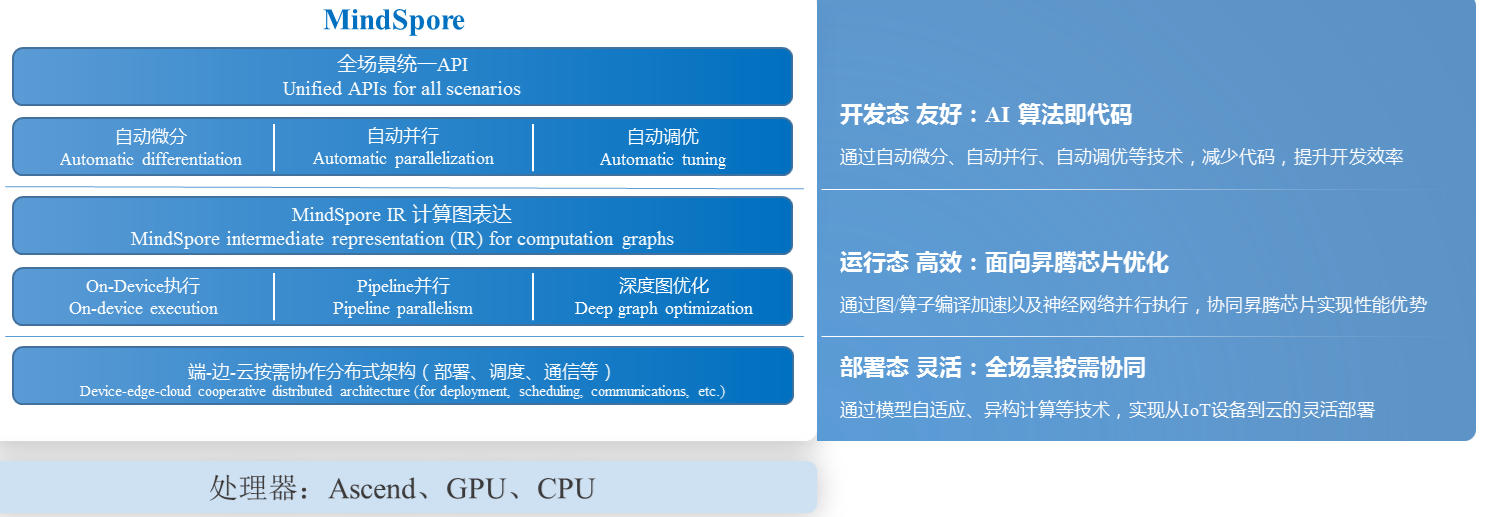 MindSpore
全场景统一API
Unified APIs for all scenarios
自动微分
Automatic differentiation
自动并行
Automatic parallelization
自动调优
Automatic tuning
MindSpore IR 计算图表达
MindSpore intermediate representation (IR) for computation graphs
On-Device执行
On-device execution
Pipeline并行
Pipeline parallelism
深度图优化
Deep graph optimization
端-边-云按需协作分布式架构（部署、调度、通信等）
Device-edge-cloud cooperative distributed architecture (for deployment, scheduling, communications, etc.)
处理器：Ascend、GPU、CPU
开发态 友好：AI 算法即代码
通过自动微分、自动并行、自动调优等技术，减少代码，提升开发效率
运行态 高效：面向昇腾芯片优化
通过图/算子编译加速以及神经网络并行执行，协同昇腾芯片实现性能优势
部署态 灵活：全场景按需协同
通过模型自适应、异构计算等技术，实现从IoT设备到云的灵活部署